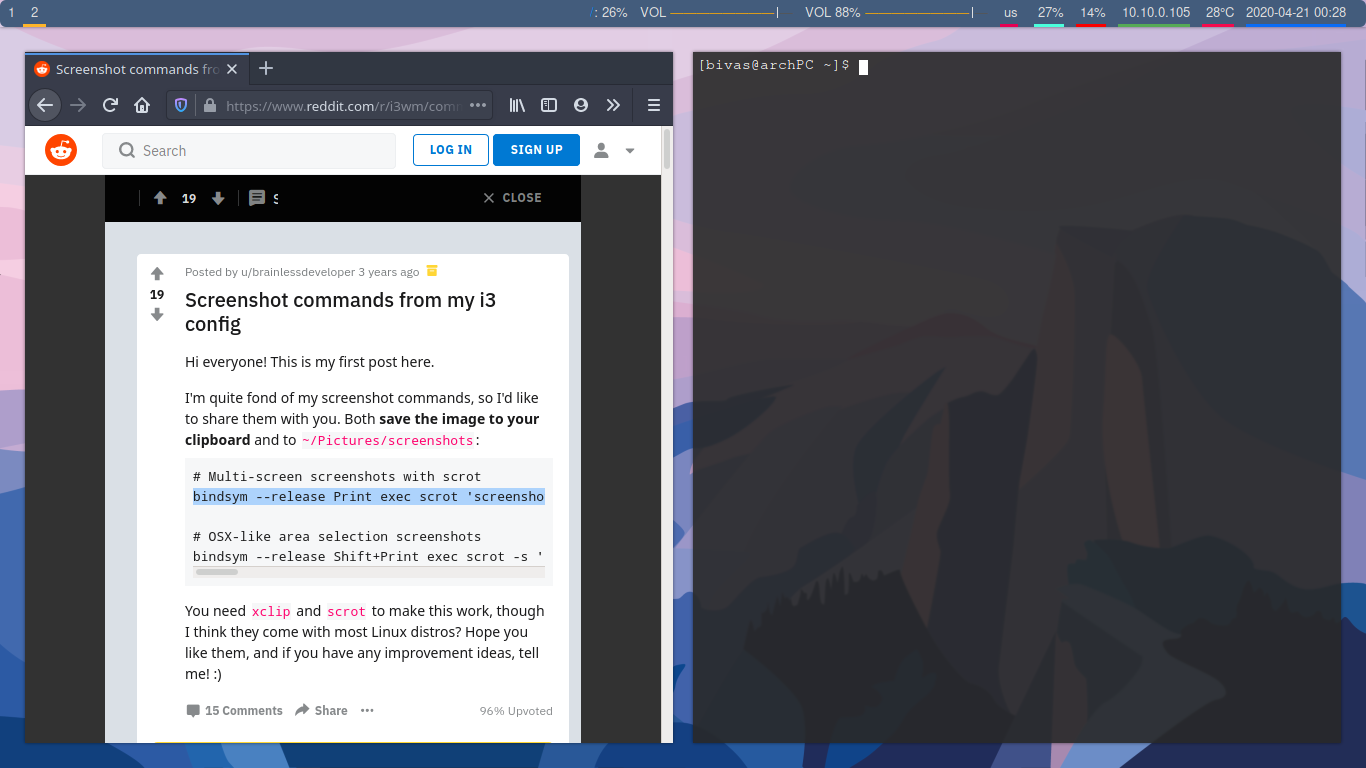 1 2 /: 26% VOL VOL 88% us 27% 14% 10.10.0.105 28°C 2020-04-21 00:28
Screenshot commands fro
https://www.reddit.com/r/i3wm/com
Search LOG IN SIGN UP
19 CLOSE
Posted by u/brainlessdeveloper 3 years ago
19
Screenshot commands from my i3
config
Hi everyone! This is my first post here.
I'm quite fond of my screenshot commands, so I'd like
to share them with you. Both save the image to your
clipboard and to ~/Pictures/screenshots:
# Multi-screen screenshots with scrot
bindsym --release Print exec scrot 'screensho
# OSX-like area selection screenshots
bindsym --release Shift+Print exec scrot -s '
You need xclip and scrot to make this work, though
I think they come with most Linux distros? Hope you
like them, and if you have any improvement ideas, tell
me! :)
15 Comments Share ••• 96% Upvoted
[bivas@archPC ~]$